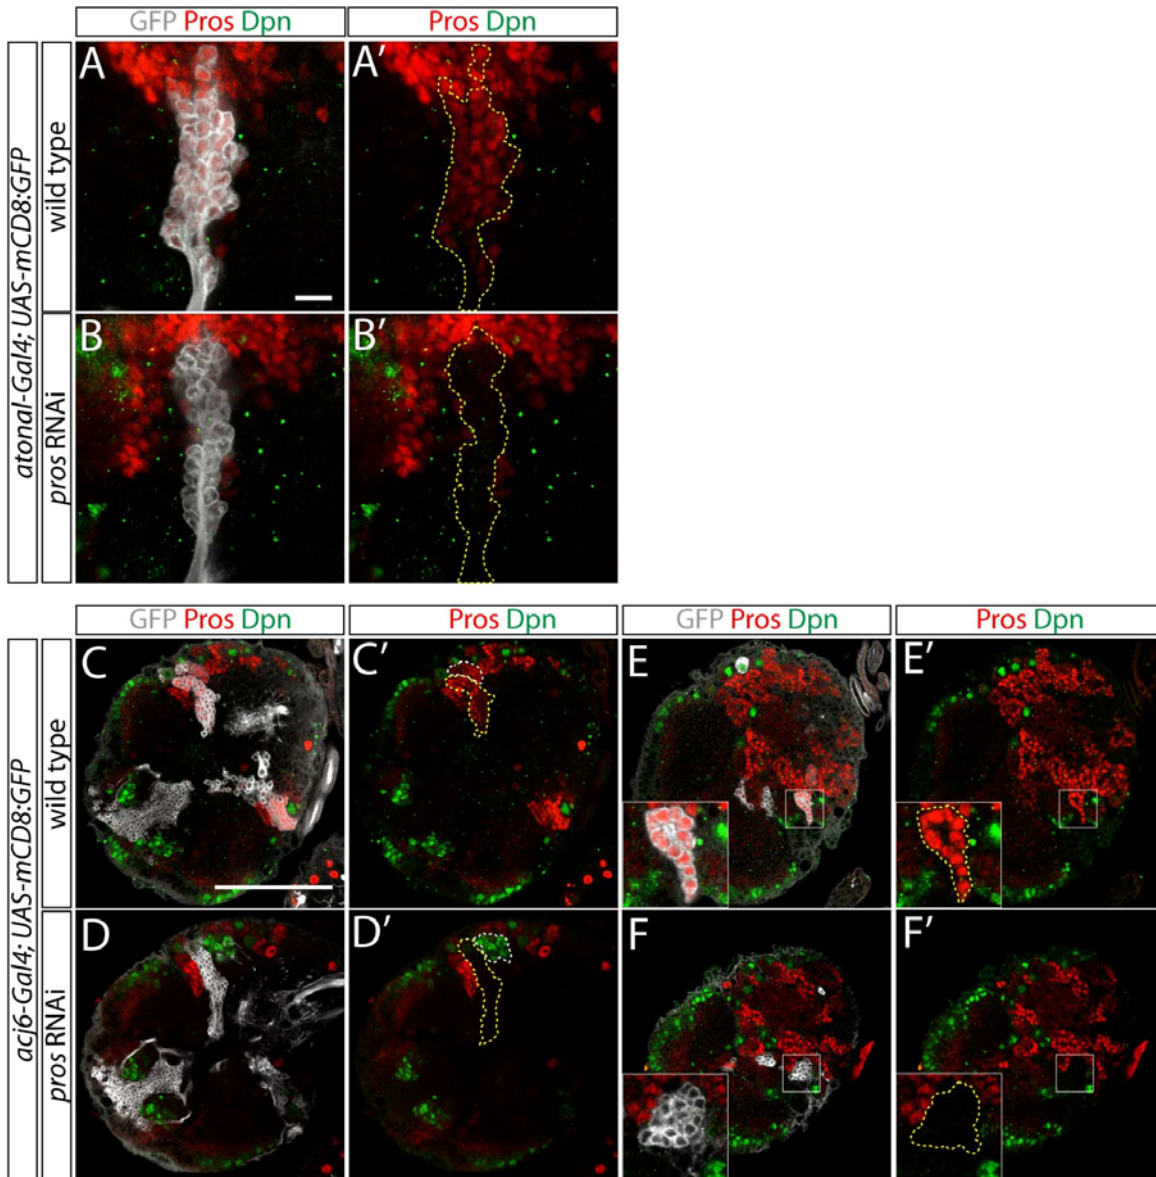 GFP Pros Dpn
Pros Dpn
atonal-Gal4; UAS-mCD8:GFP
wild type
A
A′
pros RNAi
B
B′
GFP Pros Dpn
Pros Dpn
GFP Pros Dpn
Pros Dpn
acj6-Gal4; UAS-mCD8:GFP
wild type
C
C′
E
E′
pros RNAi
D
D′
F
F′